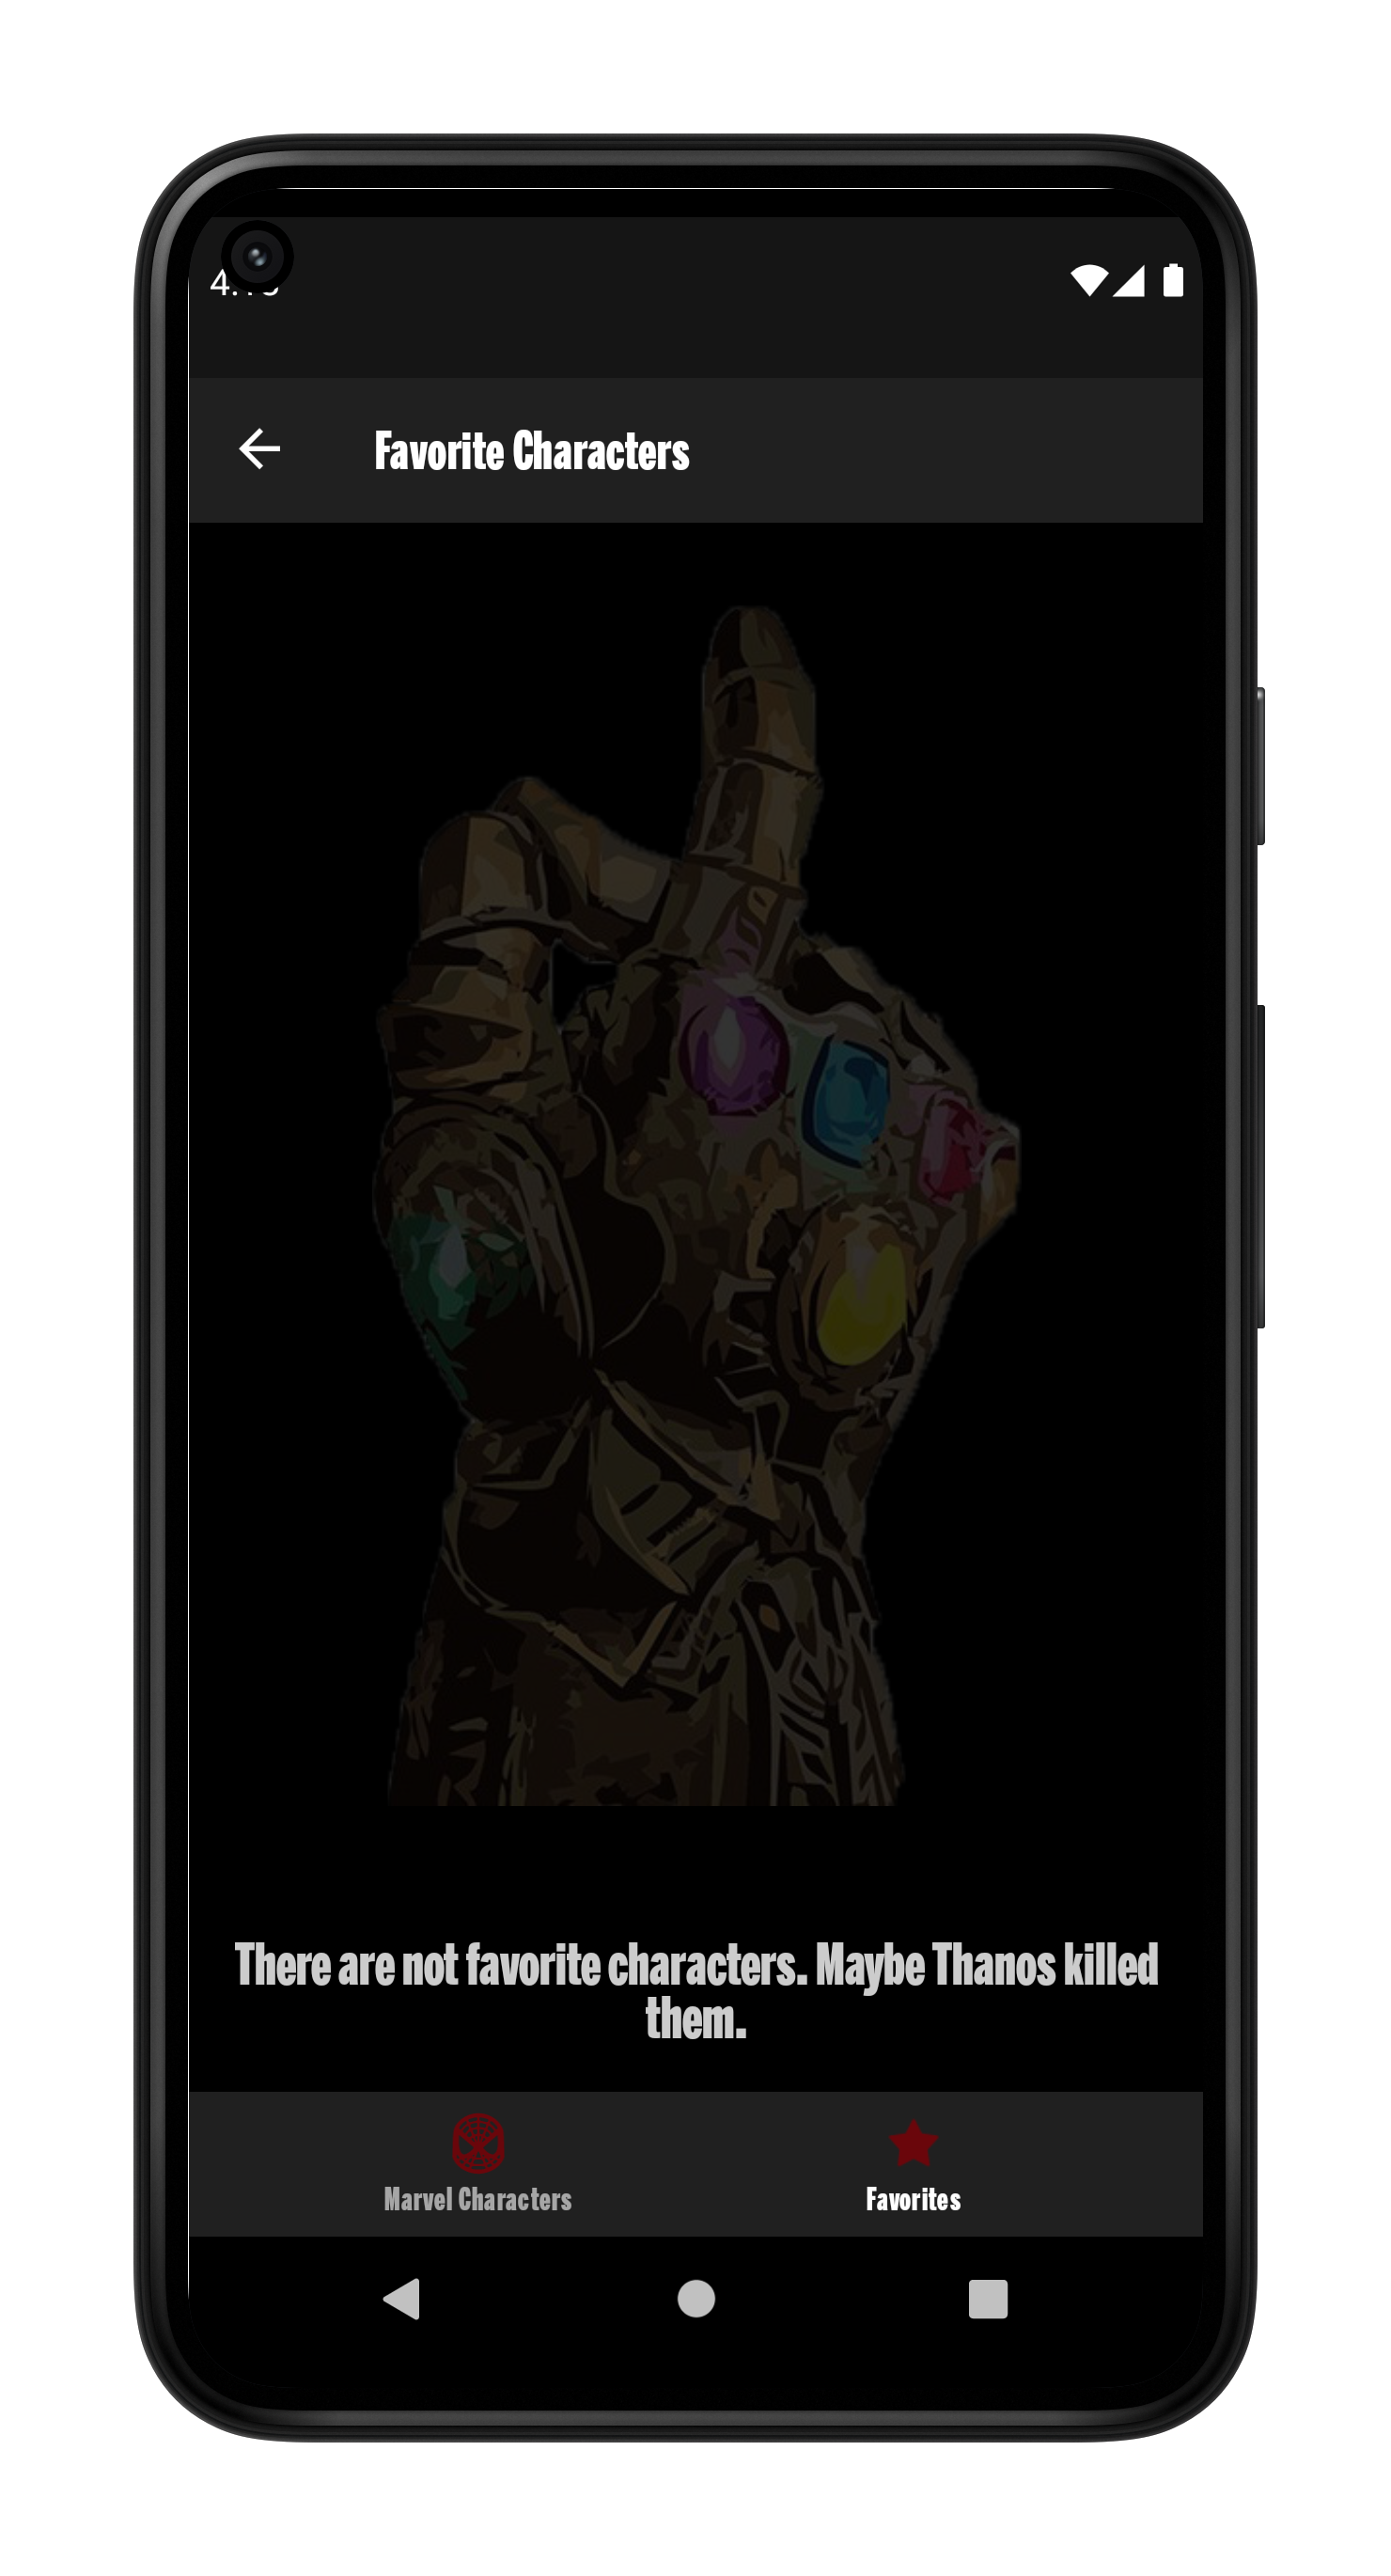 Favorite Characters
There are not favorite characters. Maybe Thanos killed
them.
Marvel Characters
Favorites